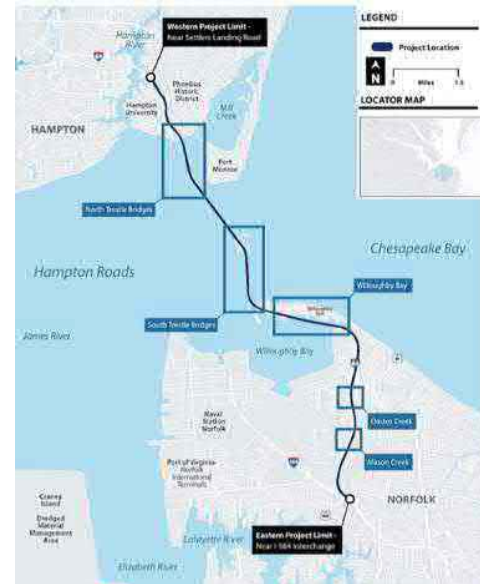 Western Project Limit -
Near Settlers Landing Road
Hampton
River
LEGEND
Project Location
Miles
LOCATOR MAP
Phoebus
Historic
District
Hampton
University
Mill
Creek
HAMPTON
Fort
Monroe
North Trestle Bridges
Chesapeake Bay
Hampton Roads
Willoughby Bay
South Trestle Bridges
James River
Willoughby Bay
Naval
Station
Norfolk
Mason Creek
Port of Virginia
Norfolk
International
Terminals
NORFOLK
Craney
Island
Dredged
Material
Management
Area
Lafayette River
Eastern Project Limit -
Near I-564 Interchange
Elizabeth River